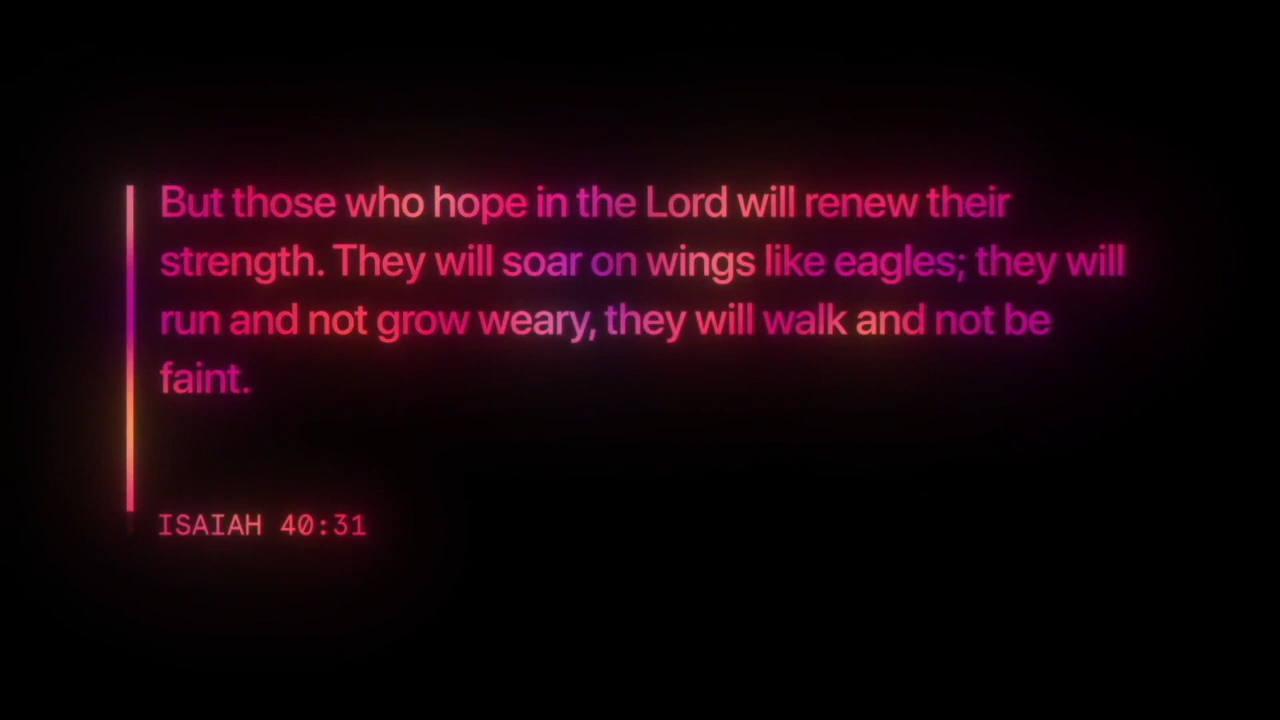 But those who hope in the Lord will renew their
strength. They will soar on wings like eagles; they will
run and not grow weary, they will walk and not be
faint.
ISAIAH 40:31